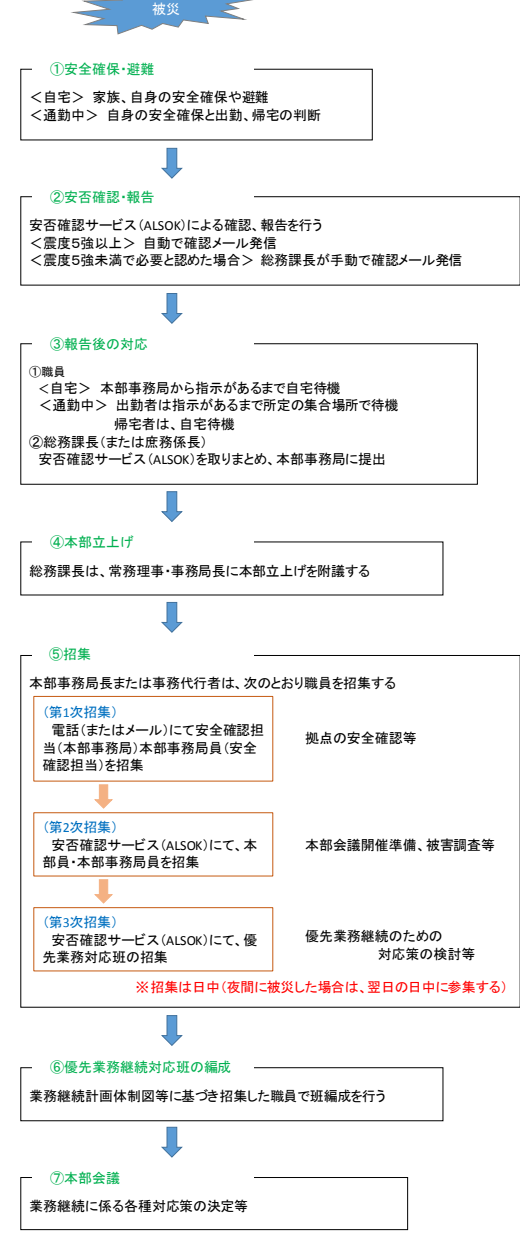 被災
①安全確保・避難
＜自宅＞ 家族、自身の安全確保や避難
＜通勤中＞ 自身の安全確保と出勤、帰宅の判断
②安否確認・報告
安否確認サービス（ALSOK）による確認、報告を行う
＜震度５強以上＞ 自動で確認メール発信
＜震度５強未満で必要と認めた場合＞ 総務課長が手動で確認メール発信
③報告後の対応
①職員
＜自宅＞ 本部事務局から指示があるまで自宅待機
＜通勤中＞ 出勤者は指示があるまで所定の集合場所で待機
帰宅者は、自宅待機
②総務課長（または庶務係長）
安否確認サービス（ALSOK）を取りまとめ、本部事務局に提出
④本部立上げ
総務課長は、常務理事・事務局長に本部立上げを附議する
⑤招集
本部事務局長または事務代行者は、次のとおり職員を招集する
（第1次招集）
電話（またはメール）にて安全確認担
当（本部事務局）本部事務局員（安全
確認担当）を招集
拠点の安全確認等
（第2次招集）
安否確認サービス（ALSOK）にて、本
部員・本部事務局員を招集
本部会議開催準備、被害調査等
（第3次招集）
安否確認サービス（ALSOK）にて、優
先業務対応班の招集
優先業務継続のための
対応策の検討等
※招集は日中（夜間に被災した場合は、翌日の日中に参集する）
⑥優先業務継続対応班の編成
業務継続計画体制図等に基づき招集した職員で班編成を行う
⑦本部会議
業務継続に係る各種対応策の決定等